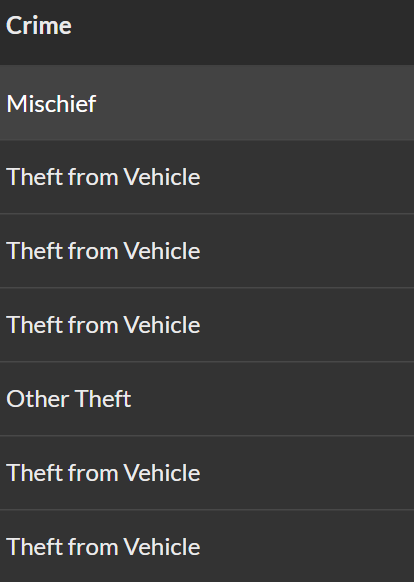 Crime
Mischief
Theft from Vehicle
Theft from Vehicle
Theft from Vehicle
Other Theft
Theft from Vehicle
Theft from Vehicle